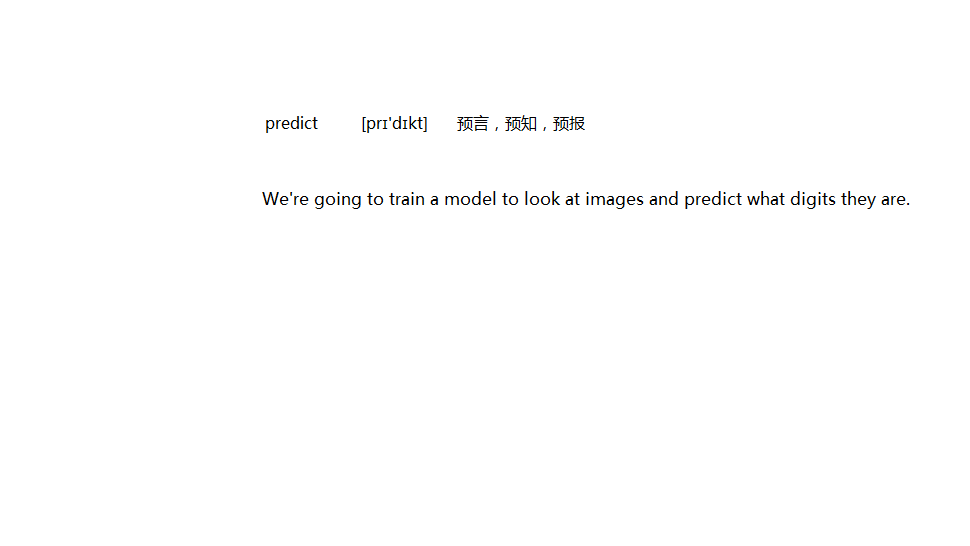 predict [prɪ'dɪkt] 预言，预知，预报
We're going to train a model to look at images and predict what digits they are.